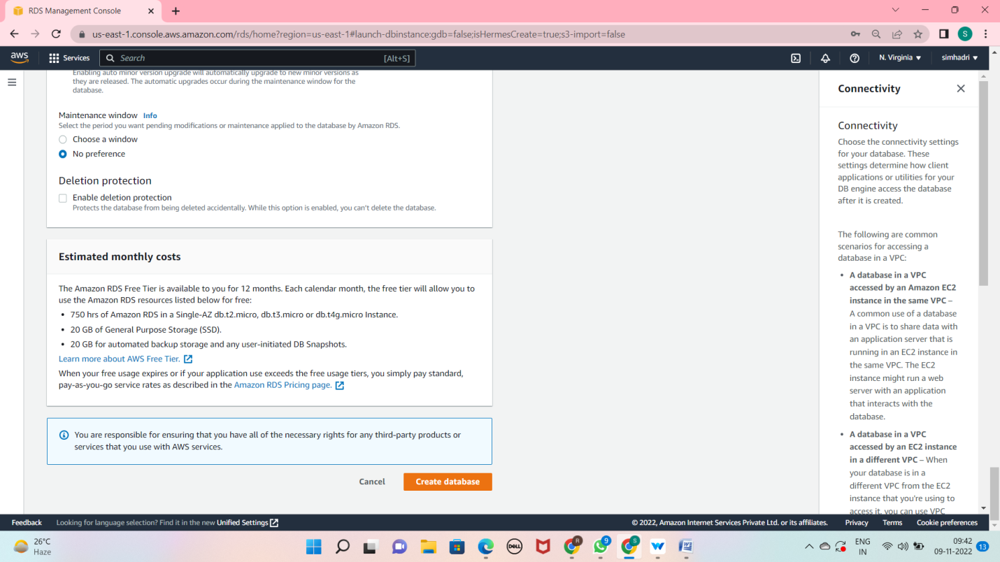 RDS Management Console
us-east-1.console.aws.amazon.com/rds/home?region=us-east-1#launch-dbinstance:gdb=false;isHermesCreate=true;s3-import=false
S
aws
Services
Search
[Alt+S]
N. Virginia
simhadri
Enabling auto minor version upgrade will automatically upgrade to new minor versions as
they are released. The automatic upgrades occur during the maintenance window for the
database.
Maintenance window Info
Select the period you want pending modifications or maintenance applied to the database by Amazon RDS.
Choose a window
No preference
Deletion protection
Enable deletion protection
Protects the database from being deleted accidentally. While this option is enabled, you can't delete the database.
Estimated monthly costs
The Amazon RDS Free Tier is available to you for 12 months. Each calendar month, the free tier will allow you to
use the Amazon RDS resources listed below for free:
• 750 hrs of Amazon RDS in a Single-AZ db.t2.micro, db.t3.micro or db.t4g.micro Instance.
• 20 GB of General Purpose Storage (SSD).
• 20 GB for automated backup storage and any user-initiated DB Snapshots.
Learn more about AWS Free Tier.
When your free usage expires or if your application use exceeds the free usage tiers, you simply pay standard,
pay-as-you-go service rates as described in the Amazon RDS Pricing page.
You are responsible for ensuring that you have all of the necessary rights for any third-party products or
services that you use with AWS services.
Cancel
Create database
Connectivity
Connectivity
Choose the connectivity settings
for your database. These
settings determine how client
applications or utilities for your
DB engine access the database
after it is created.
The following are common
scenarios for accessing a
database in a VPC:
• A database in a VPC
accessed by an Amazon EC2
instance in the same VPC –
A common use of a database
in a VPC is to share data with
an application server that is
running in an EC2 instance in
the same VPC. The EC2
instance might run a web
server with an application
that interacts with the
database.
• A database in a VPC
accessed by an EC2 instance
in a different VPC – When
your database is in a
different VPC from the EC2
instance that you're using to
access it, you can use VPC
Feedback
Looking for language selection? Find it in the new Unified Settings
© 2022, Amazon Internet Services Private Ltd. or its affiliates.
Privacy
Terms
Cookie preferences
26°C
Haze
DELL
R
9
S
W
ENG
IN
09:42
09-11-2022
13